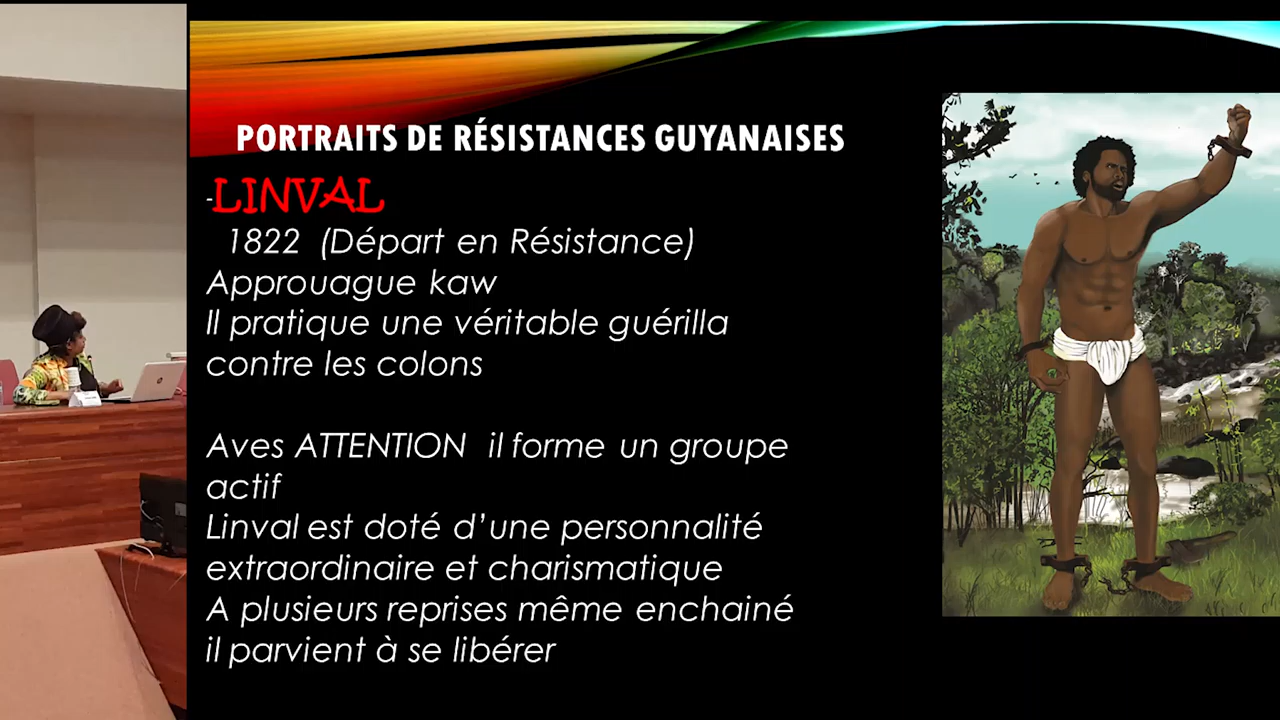 PORTRAITS DE RÉSISTANCES GUYANAISES
-LINVAL
1822 (Départ en Résistance)
Approuague kaw
Il pratique une véritable guérilla
contre les colons
Aves ATTENTION il forme un groupe
actif
Linval est doté d’une personnalité
extraordinaire et charismatique
A plusieurs reprises même enchainé
il parvient à se libérer